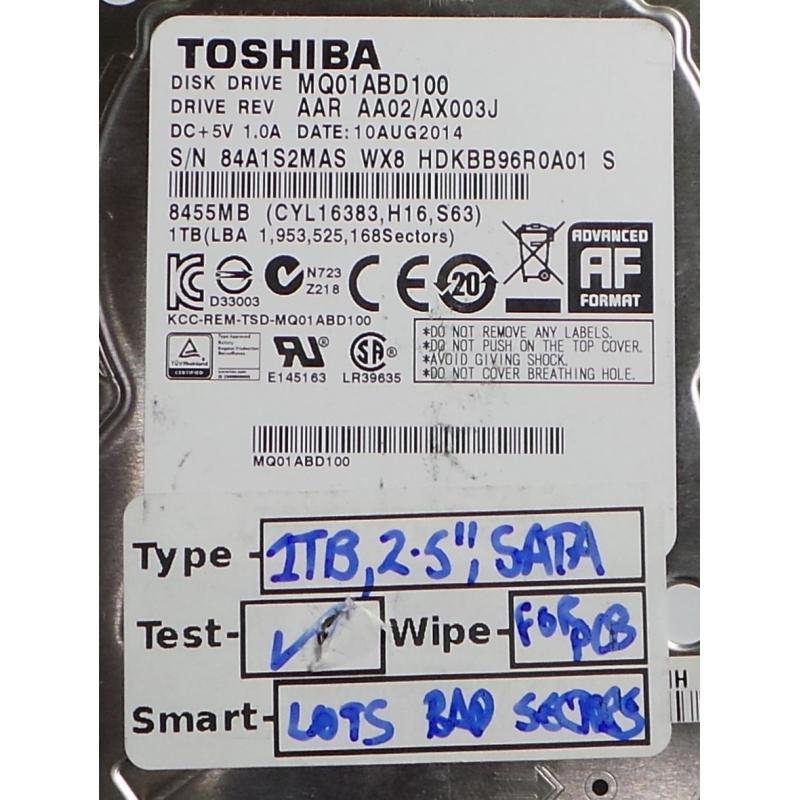 TOSHIBA
DISK DRIVE MQ01ABD100
DRIVE REV AAR AA02/AX003J
DC+5V 1.0A DATE:10AUG2014
S/N 84A1S2MAS WX8 HDKBB96R0A01 S
8455MB (CYL16383,H16,S63)
1TB(LBA 1,953,525,168Sectors)
ADVANCED
AF
FORMAT
D33003
N723
Z218
CE
20
KCC-REM-TSD-MQ01ABD100
TÜVRheinland
CERTIFIED
E145163
LR39635
*DO NOT REMOVE ANY LABELS.
*DO NOT PUSH ON THE TOP COVER.
*AVOID GIVING SHOCK.
*DO NOT COVER BREATHING HOLE.
MQ01ABD100
Type - 1TB, 2.5", SATA
Test- Wipe- FOR PCB
Smart- LOTS BAD SECTORS
H